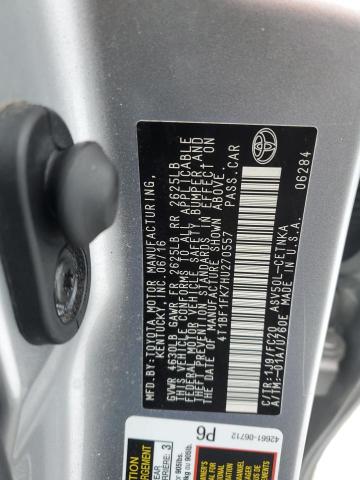 MFD. BY:
TOYOTA MOTOR MANUFACTURING,
KENTUCKY, INC. 06/16
GVWR 4630LB GAWR FR 2625LB RR 2625LB
THIS VEHICLE CONFORMS TO ALL APPLICABLE
FEDERAL MOTOR VEHICLE SAFETY, BUMPER, AND
THEFT PREVENTION STANDARDS IN EFFECT ON
THE DATE OF MANUFACTURE SHOWN ABOVE.
4T1BF1FK7HU270557 PASS. CAR
C/TR: 1J9/FC20 ASV50L-CETNKA
A/TM: -01A/U760E MADE IN U.S.A.
06284
P6
42661-06712
3